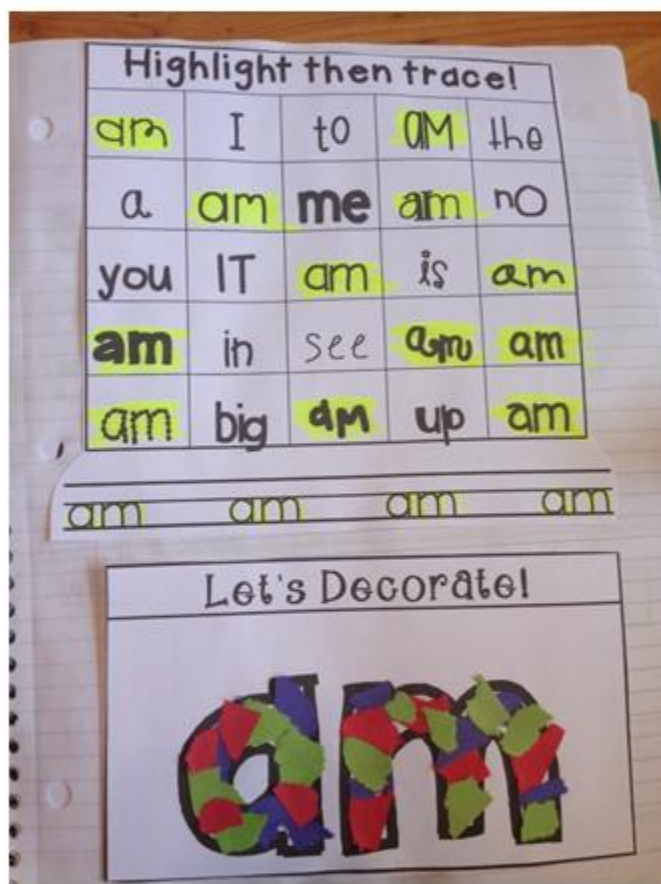 Highlight then trace!
am I to am the
a am me am no
you IT am is am
am in see am am
am big am up am
am am am am
Let's Decorate!
am